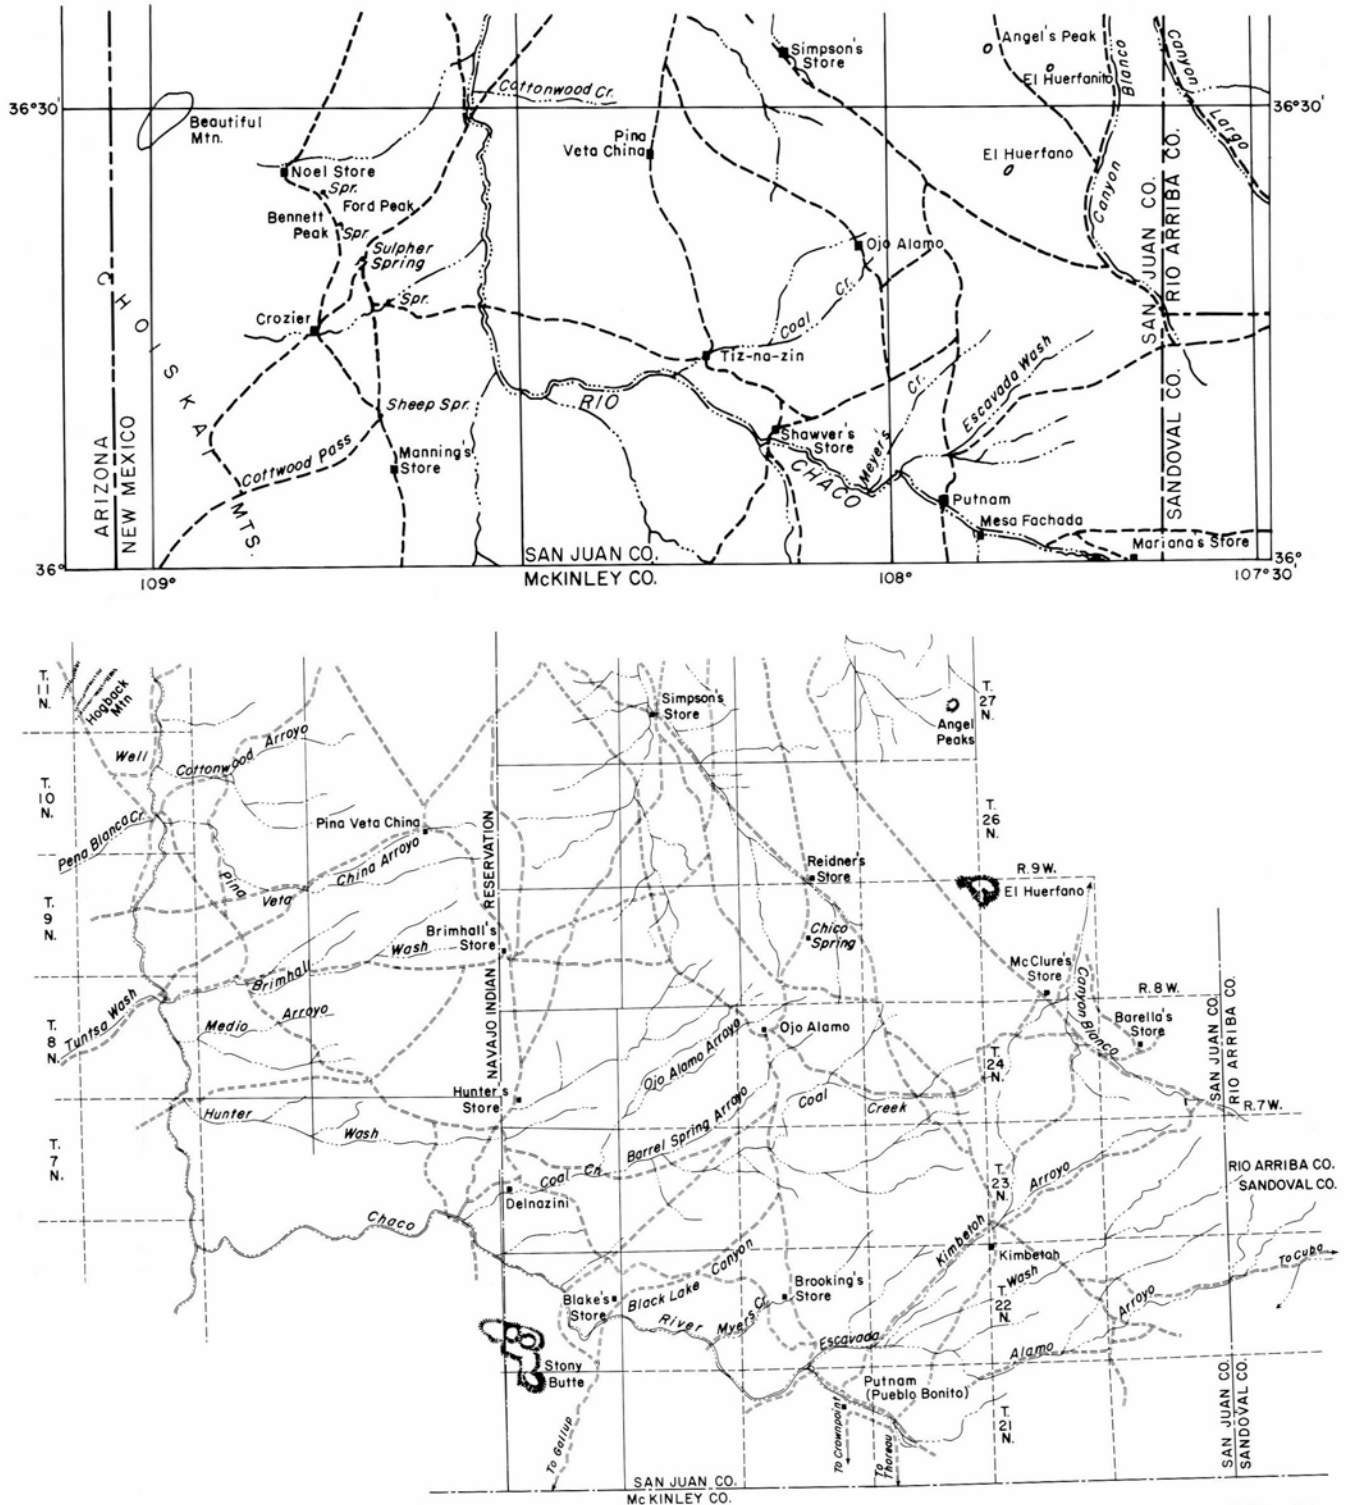 Simpson's
Store
Angel's Peak
El Huerfanito
Blanco
Canyon
Canyon
Largo
Cottonwood Cr.
36°30'
36°30'
Beautiful
Mtn.
Pina
Veta China
El Huerfano
Noel Store
Spr.
Ford Peak
Bennett
Peak
Spr.
Sulpher
Spring
Ojo Alamo
SAN JUAN CO.
RIO ARRIBA CO.
CHOISKAI MTS.
Spr.
Crozier
Coal Cr.
Tiz-na-zin
Sheep Spr.
RIO
CHACO
Shawver's
Store
Meyer's Cr.
Escavada Wash
SANDOVAL CO.
ARIZONA
NEW MEXICO
Cottwood Pass
Manning's
Store
Putnam
Mesa Fachada
Mariana's Store
SAN JUAN CO.
McKINLEY CO.
36°
36°
109°
108°
107°30'
T.
11
N.
Hogback
Mtn
Simpson's
Store
T.
27
N.
Angel
Peaks
Well
Cottonwood Arroyo
T.
10
N.
Pena Blanca Cr.
Pina Veta China
T.
26
N.
NAVAJO INDIAN RESERVATION
Pina Veta China Arroyo
Reidner's
Store
R.9W.
El Huerfano
T.
9
N.
Brimhall's
Store
Brimhall Wash
Chico
Spring
McClure's
Store
Canyon Blanco
R.8W.
Barella's
Store
Tuntsa Wash
T.
8
N.
Medio Arroyo
Ojo Alamo
Ojo Alamo Arroyo
T.
24
N.
SAN JUAN CO.
RIO ARRIBA CO.
Hunter's
Store
Coal Creek
R.7W.
Hunter Wash
Barrel Spring Arroyo
T.
7
N.
Coal Cr.
T.
23
N.
RIO ARRIBA CO.
SANDOVAL CO.
Delnazini
Kimbetoh Arroyo
Chaco River
Kimbetoh
To Cuba
Blake's
Store
Black Lake Canyon
Brooking's
Store
Myers Cr.
Escavada Wash
T.
22
N.
Alamo Arroyo
Stony
Butte
Putnam
(Pueblo Bonito)
To Gallup
To Crownpoint
To
Thoreau
T.
21
N.
SAN JUAN CO.
SANDOVAL CO.
SAN JUAN CO.
McKINLEY CO.